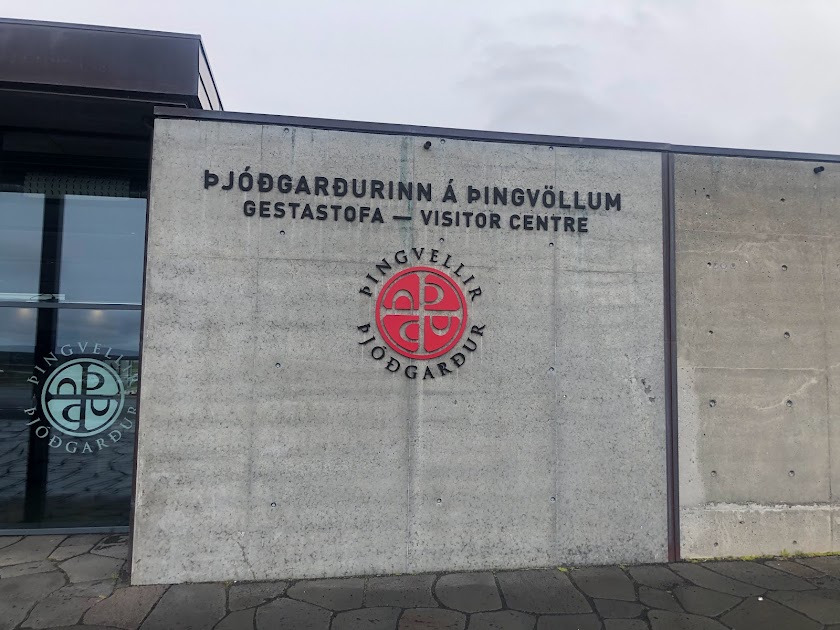 ÞJÓÐGARÐURINN Á ÞINGVÖLLUM
GESTASTOFA — VISITOR CENTRE
ÞINGVELLIR
ÞJÓÐGARÐUR
ÞINGVELLIR
ÞJÓÐGARÐUR